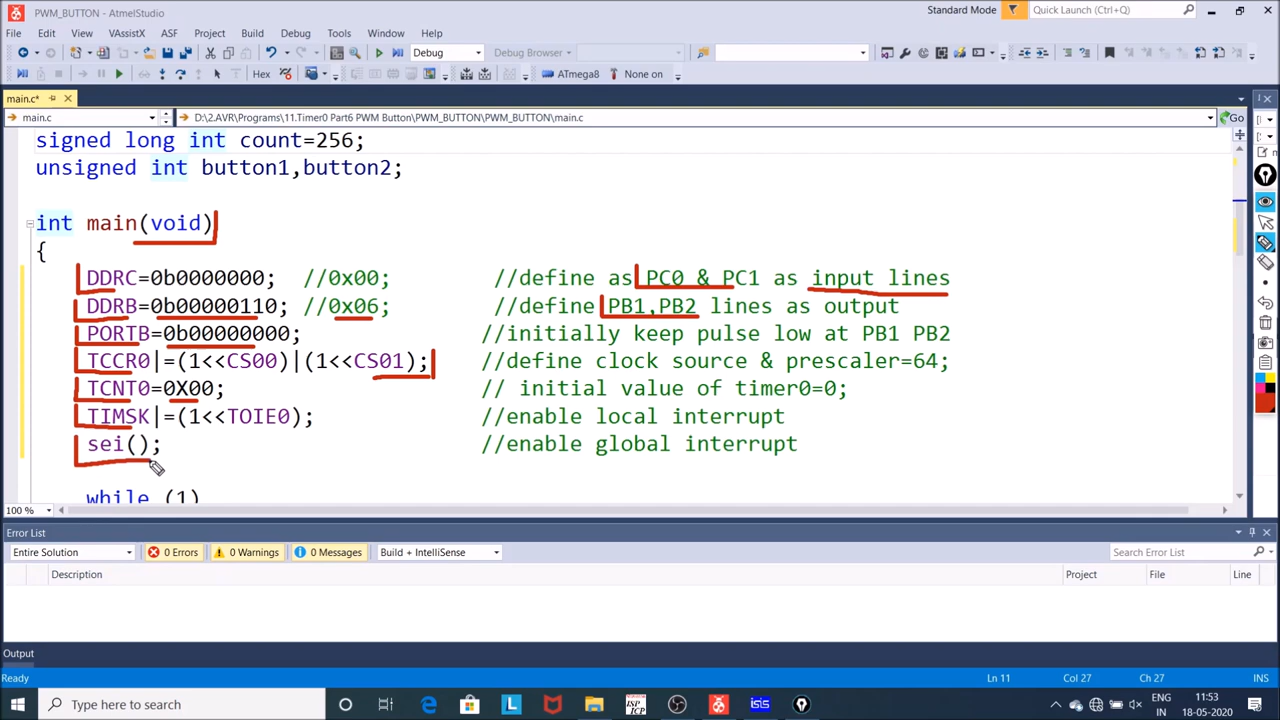 PWM_BUTTON - AtmelStudio
Standard Mode
Quick Launch (Ctrl+Q)
File Edit View VAssistX ASF Project Build Debug Tools Window Help
Debug
Debug Browser
Hex
ATmega8
None on
main.c*
main.c
D:\2.AVR\Programs\11.Timer0 Part6 PWM Button\PWM_BUTTON\PWM_BUTTON\main.c
Go
signed long int count=256;
unsigned int button1,button2;
int main(void)
{
DDRC=0b0000000; //0x00; //define as PC0 & PC1 as input lines
DDRB=0b00000110; //0x06; //define PB1,PB2 lines as output
PORTB=0b00000000; //initially keep pulse low at PB1 PB2
TCCR0|=(1<<CS00)|(1<<CS01); //define clock source & prescaler=64;
TCNT0=0X00; // initial value of timer0=0;
TIMSK|=(1<<TOIE0); //enable local interrupt
sei(); //enable global interrupt
while (1)
100 %
Error List
Entire Solution
0 Errors
0 Warnings
0 Messages
Build + IntelliSense
Search Error List
Description
Project
File
Line
Output
Ready
Ln 11
Col 27
Ch 27
INS
Type here to search
ISP
ICP
isis
ENG
IN
11:53
18-05-2020